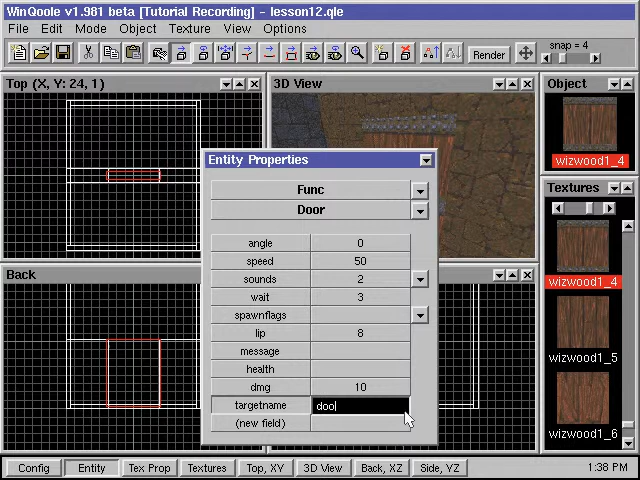 WinQoole v1.981 beta [Tutorial Recording] - lesson12.qle
File Edit Mode Object Texture View Options
Render
snap = 4
Top (X, Y: 24, 1)
3D View
Object
wizwood1_4
Textures
wizwood1_4
wizwood1_5
wizwood1_6
Back
Entity Properties
Func
Door
angle 0
speed 50
sounds 2
wait 3
spawnflags
lip 8
message
health
dmg 10
targetname doo
(new field)
Config Entity Tex Prop Textures Top, XY 3D View Back, XZ Side, YZ 1:38 PM